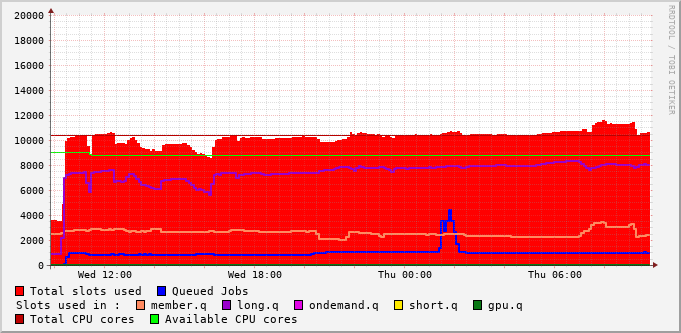 20000
18000
16000
14000
12000
10000
8000
6000
4000
2000
0
Wed 12:00 Wed 18:00 Thu 00:00 Thu 06:00
RRDTOOL / TOBI OETIKER
Total slots used Queued Jobs
Slots used in : member.q long.q ondemand.q short.q gpu.q
Total CPU cores Available CPU cores